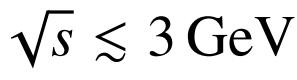 √s ≲ 3 GeV